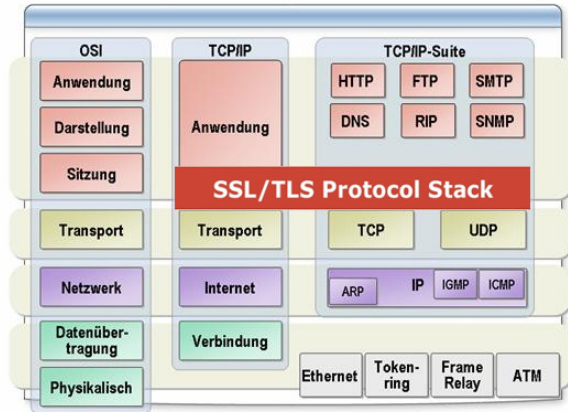 OSI
TCP/IP
TCP/IP-Suite
Anwendung
Darstellung
Sitzung
Anwendung
HTTP
FTP
SMTP
DNS
RIP
SNMP
SSL/TLS Protocol Stack
Transport
Transport
TCP
UDP
Netzwerk
Internet
ARP
IP
IGMP
ICMP
Datenüber-
tragung
Verbindung
Physikalisch
Ethernet
Token-
ring
Frame
Relay
ATM